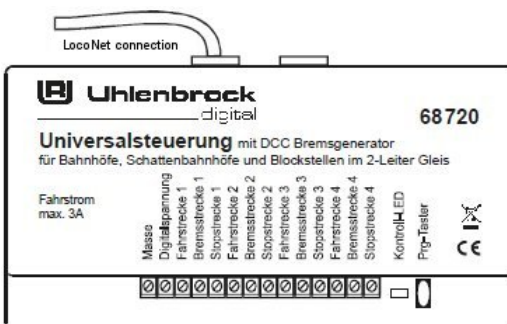 LocoNet connection
Uhlenbrock
digital
68720
Universalsteuerung mit DCC Bremsgenerator
für Bahnhöfe, Schattenbahnhöfe und Blockstellen im 2-Leiter Gleis
Fahrstrom
max. 3A
Masse
Digitalspannung
Fahrstrecke 1
Bremsstrecke 1
Stopstrecke 1
Fahrstrecke 2
Bremsstrecke 2
Stopstrecke 2
Fahrstrecke 3
Bremsstrecke 3
Stopstrecke 3
Fahrstrecke 4
Bremsstrecke 4
Stopstrecke 4
Kontroll-LED
Prg-Taster
CE